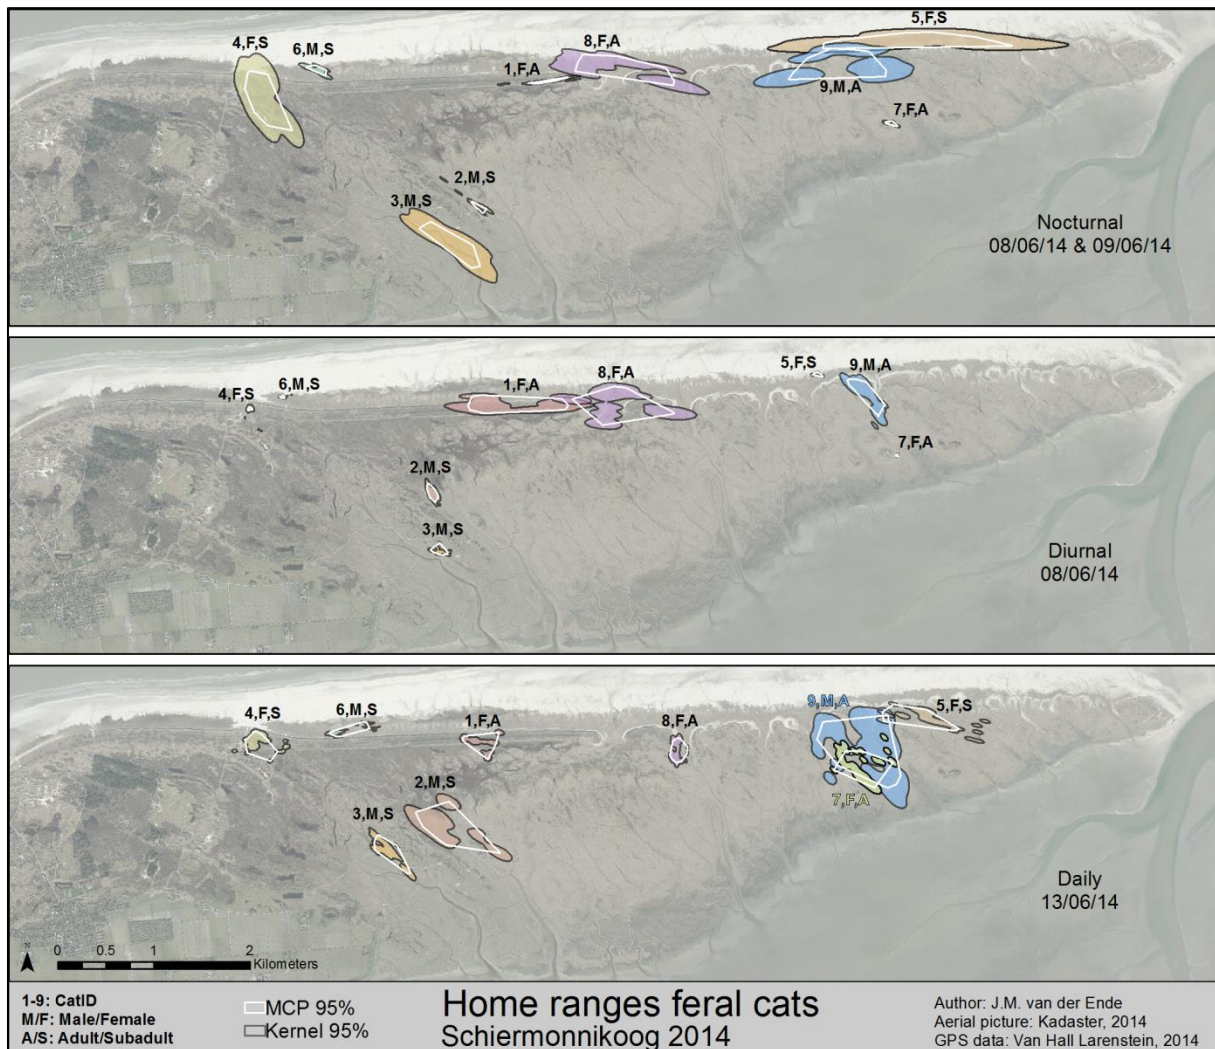 5,F,S
4,F,S
6,M,S
8,F,A
1,F,A
9,M,A
7,F,A
2,M,S
3,M,S
Nocturnal
08/06/14 & 09/06/14
5,F,S
9,M,A
8,F,A
1,F,A
6,M,S
4,F,S
7,F,A
2,M,S
3,M,S
Diurnal
08/06/14
9,M,A
5,F,S
6,M,S
4,F,S
1,F,A
8,F,A
2,M,S
7,F,A
3,M,S
Daily
13/06/14
N
0 0.5 1 2
Kilometers
1-9: CatID
M/F: Male/Female
A/S: Adult/Subadult
MCP 95%
Kernel 95%
Home ranges feral cats
Schiermonnikoog 2014
Author: J.M. van der Ende
Aerial picture: Kadaster, 2014
GPS data: Van Hall Larenstein, 2014